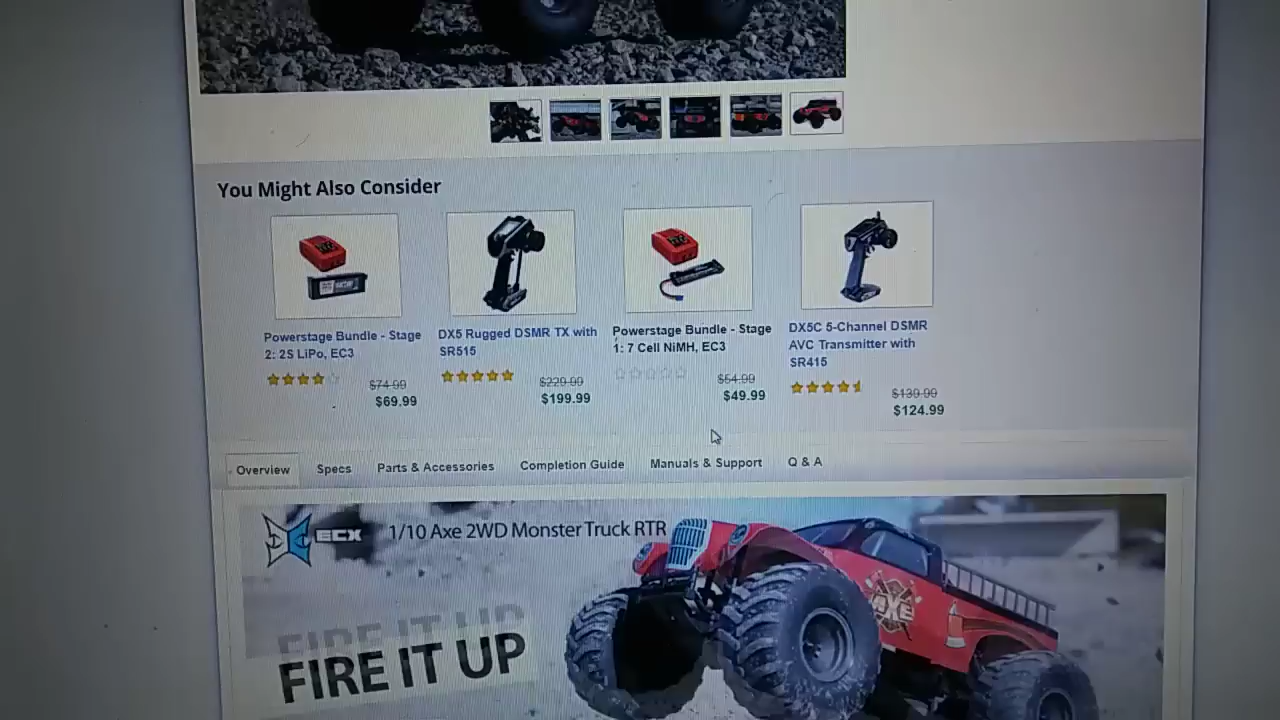 You Might Also Consider
Powerstage Bundle - Stage
2: 2S LiPo, EC3
$74.99
$69.99
DX5 Rugged DSMR TX with
SR515
$229.99
$199.99
Powerstage Bundle - Stage
1: 7 Cell NiMH, EC3
$54.99
$49.99
DX5C 5-Channel DSMR
AVC Transmitter with
SR415
$139.99
$124.99
Overview Specs Parts & Accessories Completion Guide Manuals & Support Q & A
ECX 1/10 Axe 2WD Monster Truck RTR
FIRE IT UP
FIRE IT UP
AXE